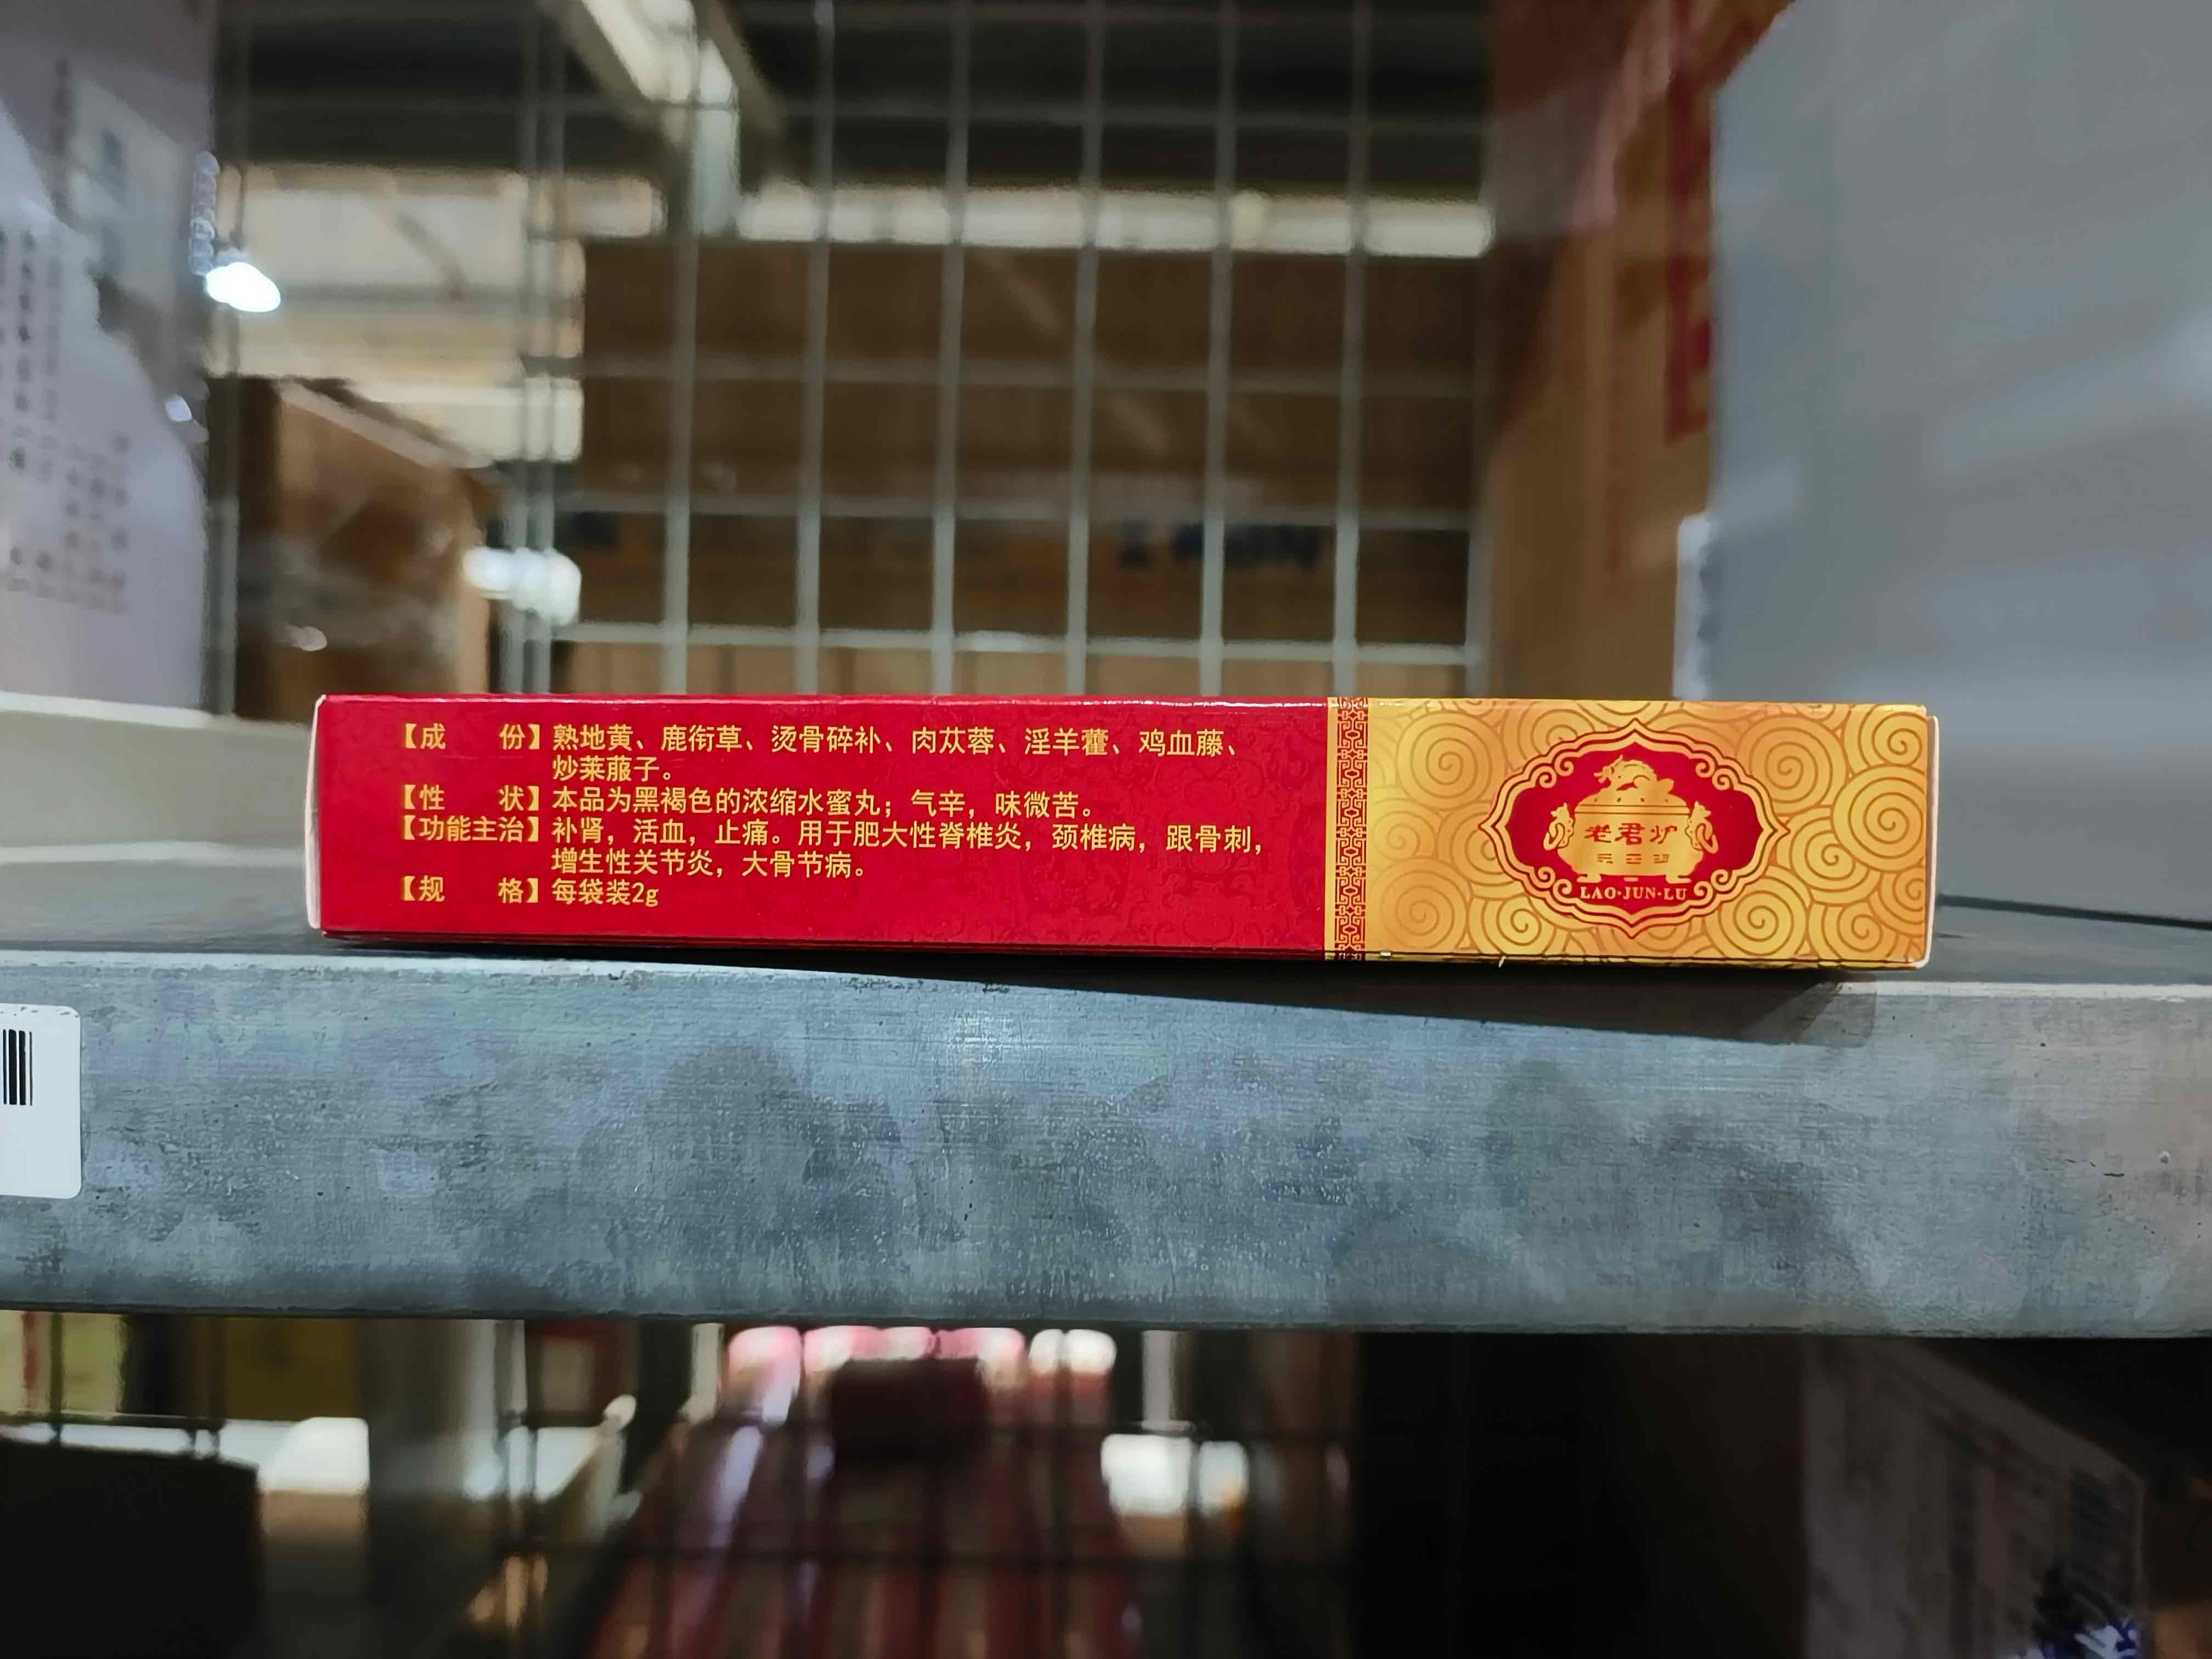 【成　　份】熟地黄、鹿衔草、烫骨碎补、肉苁蓉、淫羊藿、鸡血藤、
炒莱菔子。
【性　　状】本品为黑褐色的浓缩水蜜丸；气辛，味微苦。
【功能主治】补肾，活血，止痛。用于肥大性脊椎炎，颈椎病，跟骨刺，
增生性关节炎，大骨节病。
【规　　格】每袋装2g
老君炉
LAO·JUN·LU